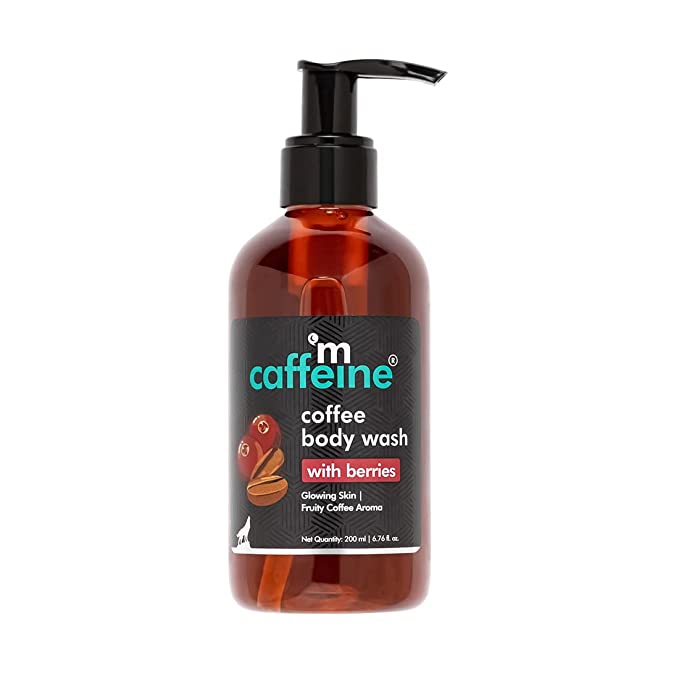 'm
caffeine®
coffee
body wash
with berries
Glowing Skin |
Fruity Coffee Aroma
Net Quantity: 200 ml | 6.76 fl. oz.